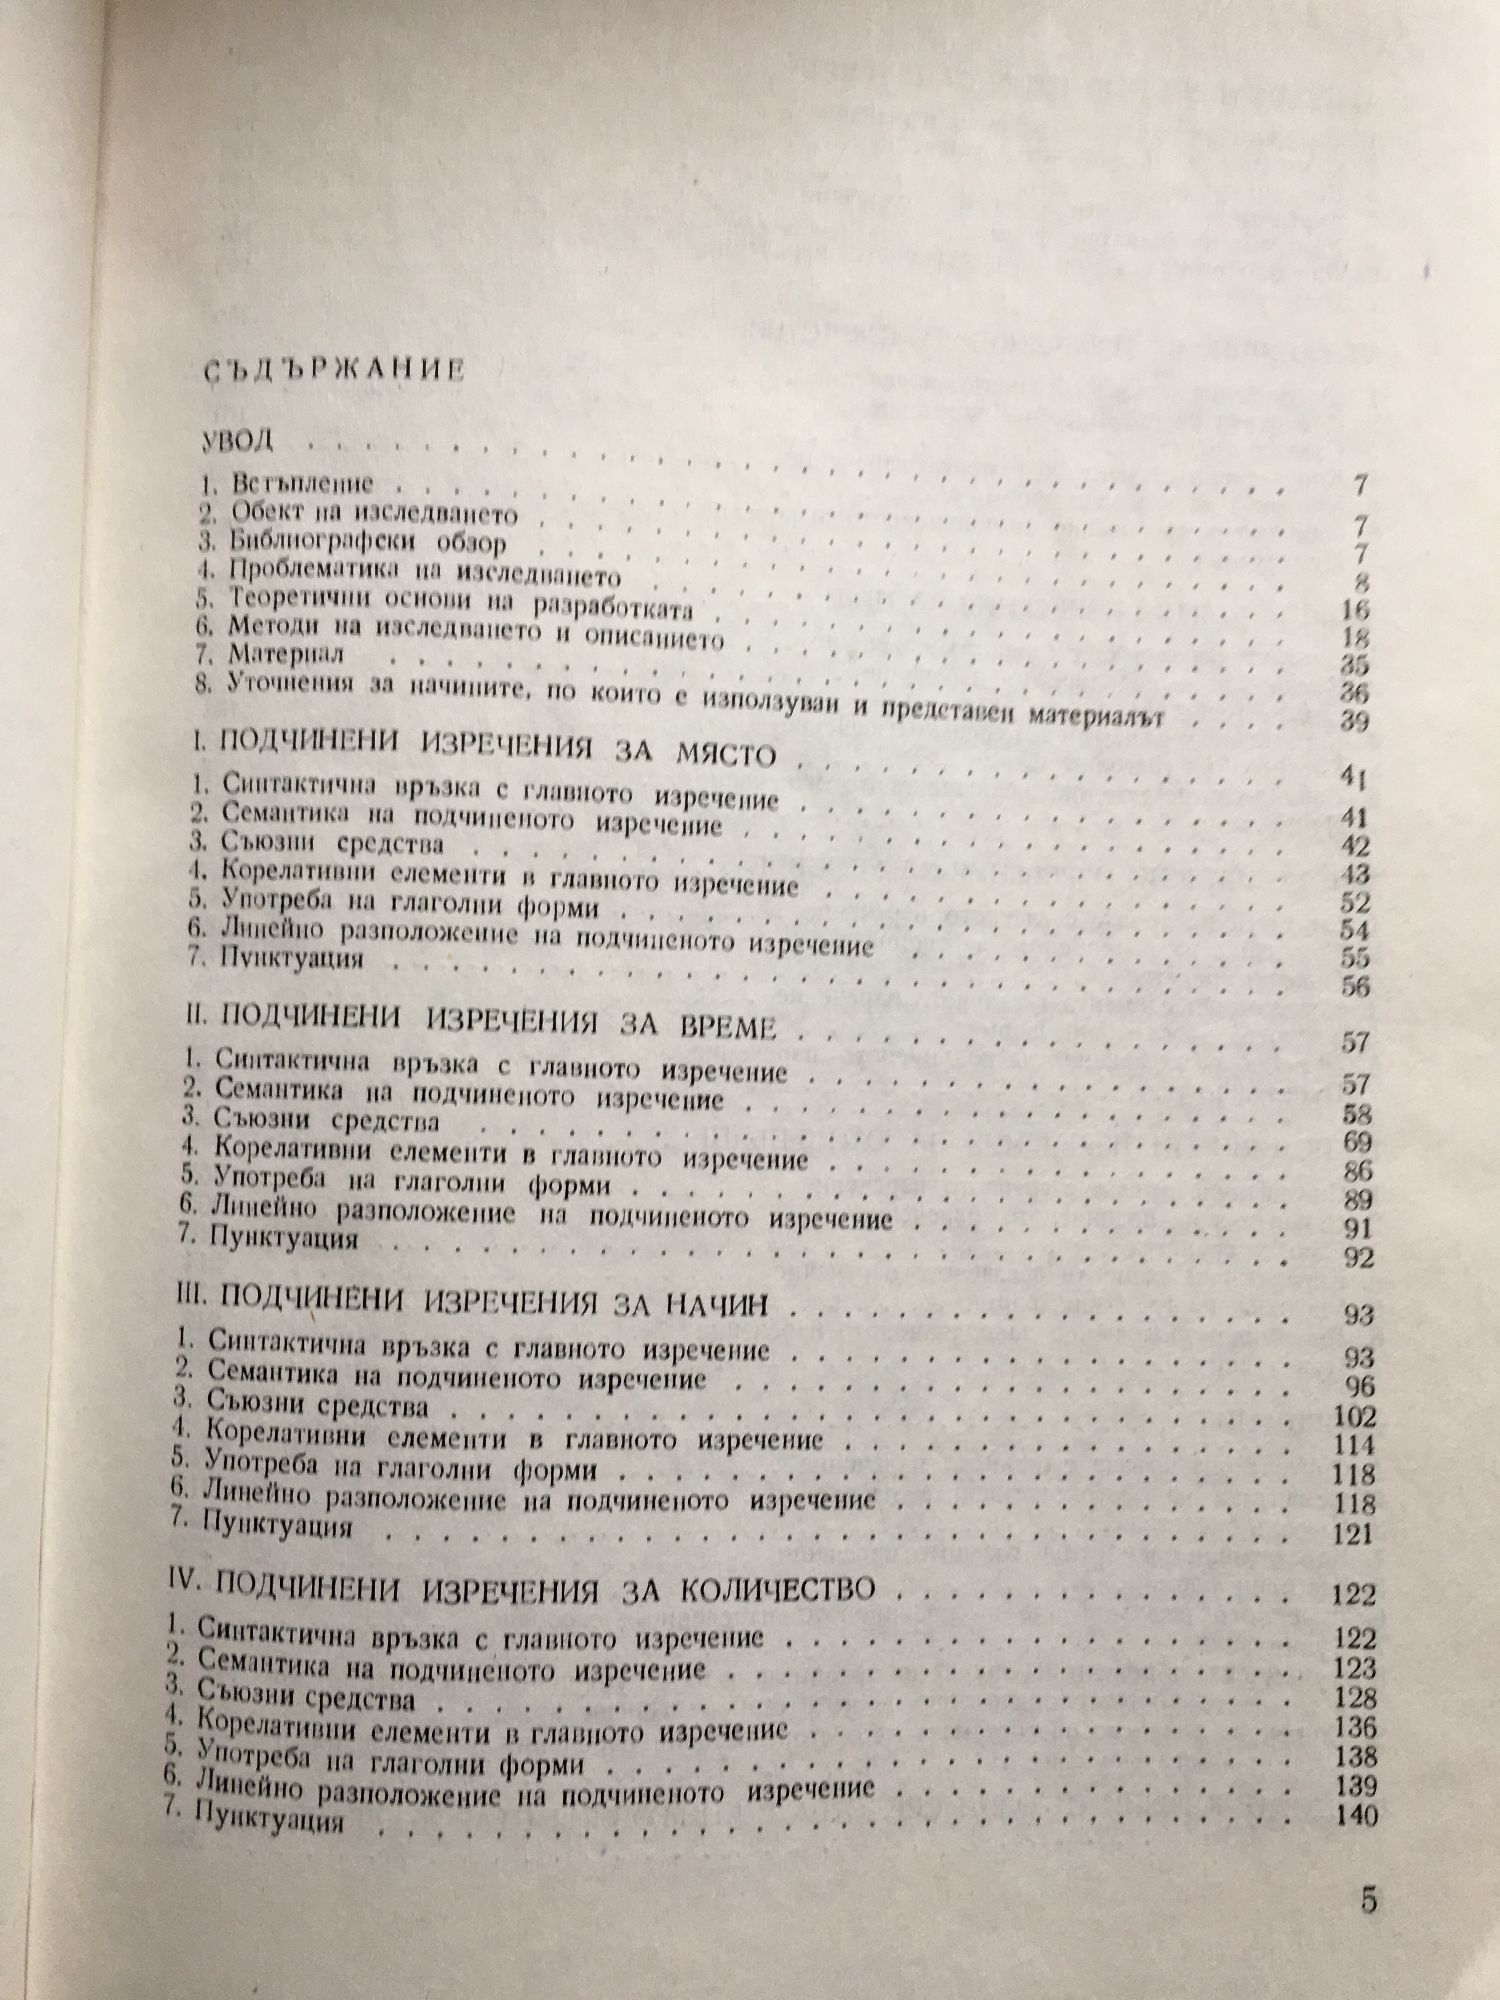 СЪДЪРЖАНИЕ
УВОД . . . . . . . . . . . . . . . . . . . . . . . . . . . . . . . . . . 7
1. Встъпление . . . . . . . . . . . . . . . . . . . . . . . . . . . . . . . 7
2. Обект на изследването . . . . . . . . . . . . . . . . . . . . . . . . . . 7
3. Библиографски обзор . . . . . . . . . . . . . . . . . . . . . . . . . . 8
4. Проблематика на изследването . . . . . . . . . . . . . . . . . . . . . . 16
5. Теоретични основи на разработката . . . . . . . . . . . . . . . . . . . . 18
6. Методи на изследването и описанието . . . . . . . . . . . . . . . . . . . 35
7. Материал . . . . . . . . . . . . . . . . . . . . . . . . . . . . . . . 36
8. Уточнения за начините, по които е използуван и представен материалът . . . . 39
I. ПОДЧИНЕНИ ИЗРЕЧЕНИЯ ЗА МЯСТО . . . . . . . . . . . . . . . . . 41
1. Синтактична връзка с главното изречение . . . . . . . . . . . . . . . . . 41
2. Семантика на подчиненото изречение . . . . . . . . . . . . . . . . . . . 42
3. Съюзни средства . . . . . . . . . . . . . . . . . . . . . . . . . . . . 43
4. Корелативни елементи в главното изречение . . . . . . . . . . . . . . . . 52
5. Употреба на глаголни форми . . . . . . . . . . . . . . . . . . . . . . . 54
6. Линейно разположение на подчиненото изречение . . . . . . . . . . . . . 55
7. Пунктуация . . . . . . . . . . . . . . . . . . . . . . . . . . . . . . . 56
II. ПОДЧИНЕНИ ИЗРЕЧЕНИЯ ЗА ВРЕМЕ . . . . . . . . . . . . . . . . . 57
1. Синтактична връзка с главното изречение . . . . . . . . . . . . . . . . . 57
2. Семантика на подчиненото изречение . . . . . . . . . . . . . . . . . . . 58
3. Съюзни средства . . . . . . . . . . . . . . . . . . . . . . . . . . . . 69
4. Корелативни елементи в главното изречение . . . . . . . . . . . . . . . . 86
5. Употреба на глаголни форми . . . . . . . . . . . . . . . . . . . . . . . 89
6. Линейно разположение на подчиненото изречение . . . . . . . . . . . . . 91
7. Пунктуация . . . . . . . . . . . . . . . . . . . . . . . . . . . . . . . 92
III. ПОДЧИНЕНИ ИЗРЕЧЕНИЯ ЗА НАЧИН . . . . . . . . . . . . . . . . . . 93
1. Синтактична връзка с главното изречение . . . . . . . . . . . . . . . . . . 93
2. Семантика на подчиненото изречение . . . . . . . . . . . . . . . . . . . . 96
3. Съюзни средства . . . . . . . . . . . . . . . . . . . . . . . . . . . . . 102
4. Корелативни елементи в главното изречение . . . . . . . . . . . . . . . . 114
5. Употреба на глаголни форми . . . . . . . . . . . . . . . . . . . . . . . . 118
6. Линейно разположение на подчиненото изречение . . . . . . . . . . . . . . 118
7. Пунктуация . . . . . . . . . . . . . . . . . . . . . . . . . . . . . . . . 121
IV. ПОДЧИНЕНИ ИЗРЕЧЕНИЯ ЗА КОЛИЧЕСТВО . . . . . . . . . . . . . . 122
1. Синтактична връзка с главното изречение . . . . . . . . . . . . . . . . . . 122
2. Семантика на подчиненото изречение . . . . . . . . . . . . . . . . . . . . 123
3. Съюзни средства . . . . . . . . . . . . . . . . . . . . . . . . . . . . . . 128
4. Корелативни елементи в главното изречение . . . . . . . . . . . . . . . . . 136
5. Употреба на глаголни форми . . . . . . . . . . . . . . . . . . . . . . . . 138
6. Линейно разположение на подчиненото изречение . . . . . . . . . . . . . . 139
7. Пунктуация . . . . . . . . . . . . . . . . . . . . . . . . . . . . . . . . 140
5